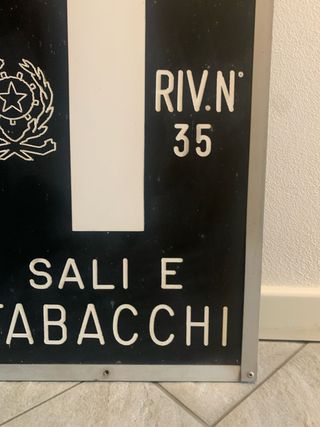 RIV.N°
35
SALI E
TABACCHI